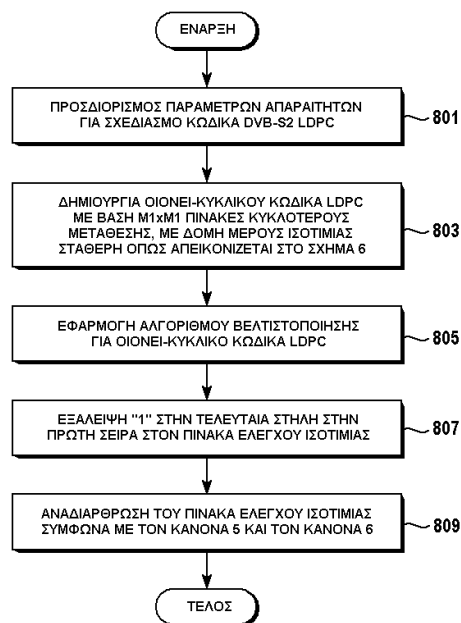 ΕΝΑΡΞΗ
ΠΡΟΣΔΙΟΡΙΣΜΟΣ ΠΑΡΑΜΕΤΡΩΝ ΑΠΑΡΑΙΤΗΤΩΝ
ΓΙΑ ΣΧΕΔΙΑΣΜΟ ΚΩΔΙΚΑ DVB-S2 LDPC
801
ΔΗΜΙΟΥΡΓΙΑ ΟΙΟΝΕΙ-ΚΥΚΛΙΚΟΥ ΚΩΔΙΚΑ LDPC
ΜΕ ΒΑΣΗ M1xM1 ΠΙΝΑΚΕΣ ΚΥΚΛΟΤΕΡΟΥΣ
ΜΕΤΑΘΕΣΗΣ, ΜΕ ΔΟΜΗ ΜΕΡΟΥΣ ΙΣΟΤΙΜΙΑΣ
ΣΤΑΘΕΡΗ ΟΠΩΣ ΑΠΕΙΚΟΝΙΖΕΤΑΙ ΣΤΟ ΣΧΗΜΑ 6
803
ΕΦΑΡΜΟΓΗ ΑΛΓΟΡΙΘΜΟΥ ΒΕΛΤΙΣΤΟΠΟΙΗΣΗΣ
ΓΙΑ ΟΙΟΝΕΙ-ΚΥΚΛΙΚΟ ΚΩΔΙΚΑ LDPC
805
ΕΞΑΛΕΙΨΗ "1" ΣΤΗΝ ΤΕΛΕΥΤΑΙΑ ΣΤΗΛΗ ΣΤΗΝ
ΠΡΩΤΗ ΣΕΙΡΑ ΣΤΟΝ ΠΙΝΑΚΑ ΕΛΕΓΧΟΥ ΙΣΟΤΙΜΙΑΣ
807
ΑΝΑΔΙΑΡΘΡΩΣΗ ΤΟΥ ΠΙΝΑΚΑ ΕΛΕΓΧΟΥ ΙΣΟΤΙΜΙΑΣ
ΣΥΜΦΩΝΑ ΜΕ ΤΟΝ ΚΑΝΟΝΑ 5 ΚΑΙ ΤΟΝ ΚΑΝΟΝΑ 6
809
ΤΕΛΟΣ